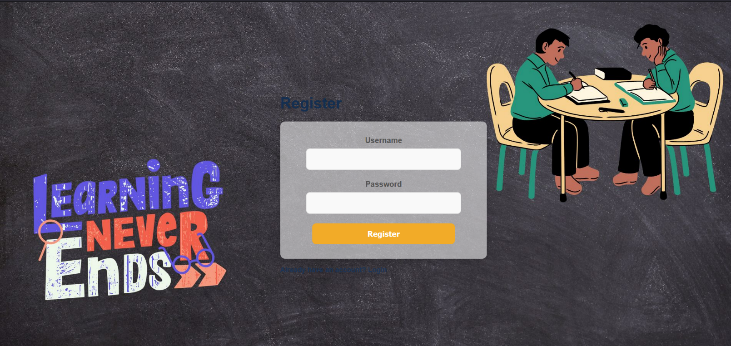 Register
Username
Password
Register
LEARNING
NEVER
ENDS